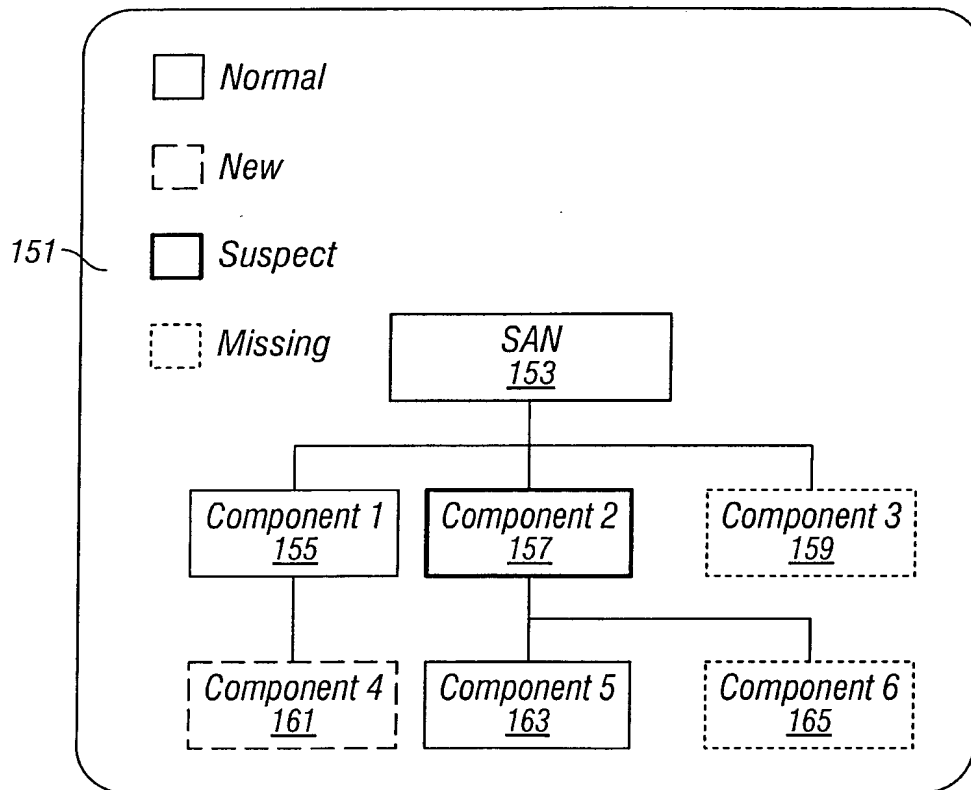 Normal
New
151
Suspect
Missing
SAN
153
Component 1
155
Component 2
157
Component 3
159
Component 4
161
Component 5
163
Component 6
165